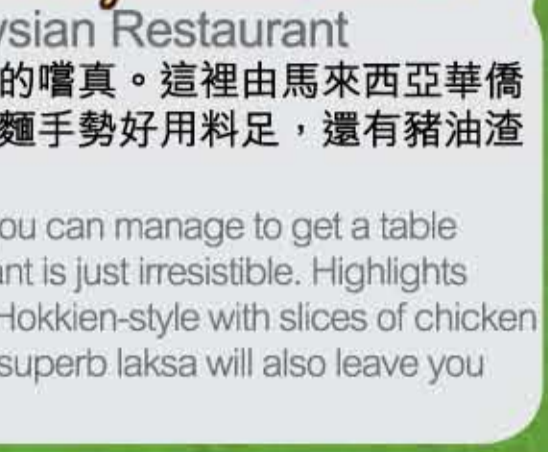 ysian Restaurant
的嚐真。這裡由馬來西亞華僑
麵手勢好用料足，還有豬油渣
ou can manage to get a table
ant is just irresistible. Highlights
Hokkien-style with slices of chicken
superb laksa will also leave you